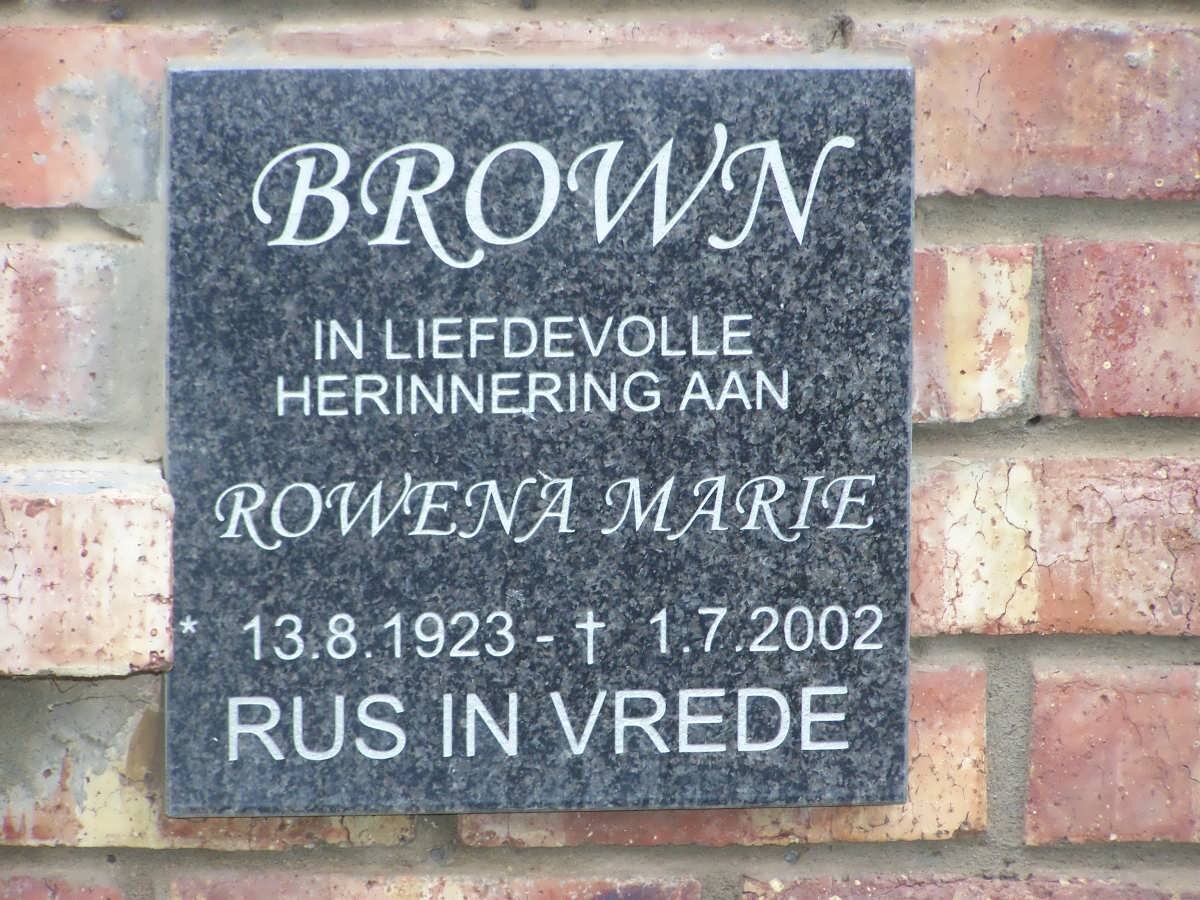 BROWN
IN LIEFDEVOLLE
HERINNERING AAN
ROWENA MARIE
* 13.8.1923 - † 1.7.2002
RUS IN VREDE